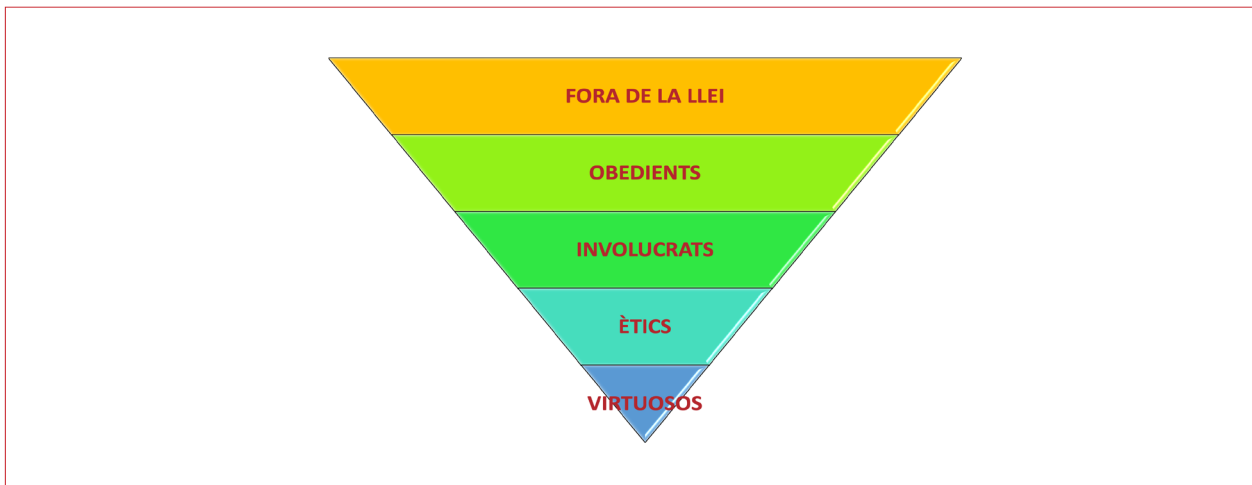 FORA DE LA LLEI
OBEDIENTS
INVOLUCRATS
ÈTICS
VIRTUOSOS